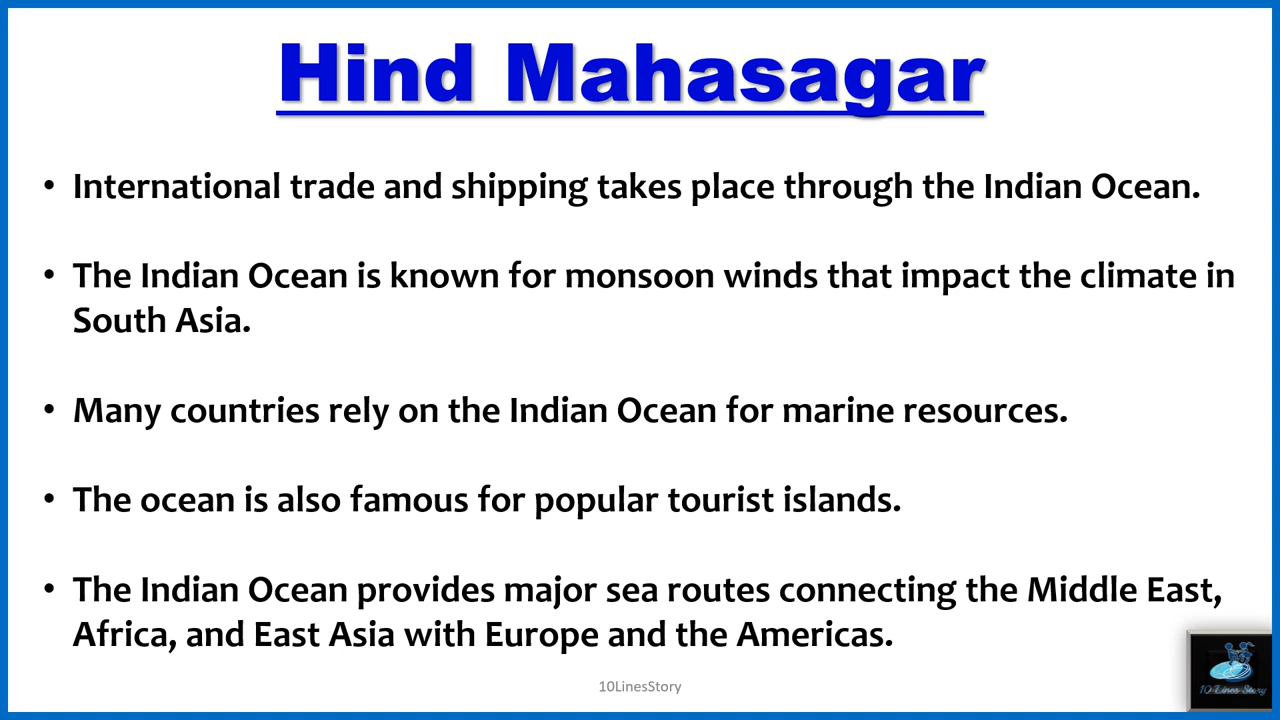 Hind Mahasagar
• International trade and shipping takes place through the Indian Ocean.
• The Indian Ocean is known for monsoon winds that impact the climate in
South Asia.
• Many countries rely on the Indian Ocean for marine resources.
• The ocean is also famous for popular tourist islands.
• The Indian Ocean provides major sea routes connecting the Middle East,
Africa, and East Asia with Europe and the Americas.
10LinesStory
10 Lines Story